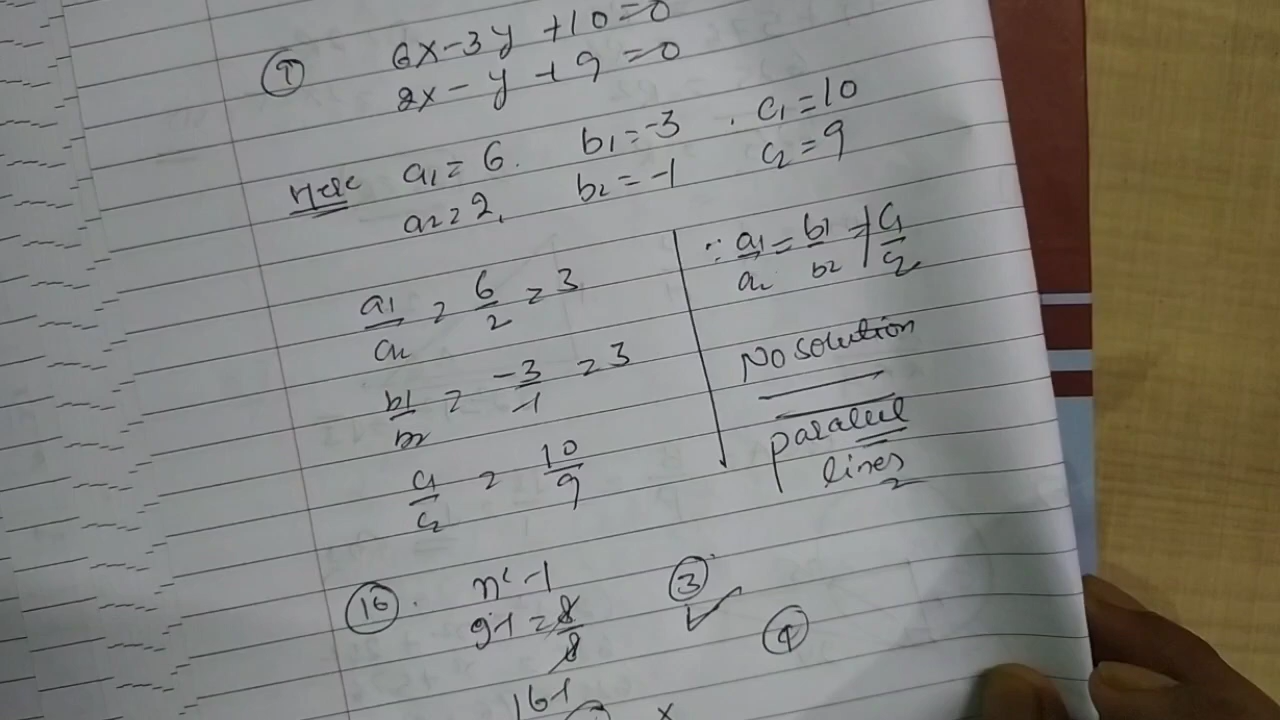 ⑨ 6x-3y+10=0
2x-y+9=0
Here a₁=6. b₁=-3, c₁=10
a₂=2, b₂=-1 c₂=9
a₁/a₂ = 6/2 = 3
b₁/b₂ = -3/-1 = 3
c₁/c₂ = 10/9
∵ a₁/a₂ = b₁/b₂ ≠ c₁/c₂
No solution
paralell
lines
⑯. n²-1 ③ ✓
9-1=8/8 ④
16-1